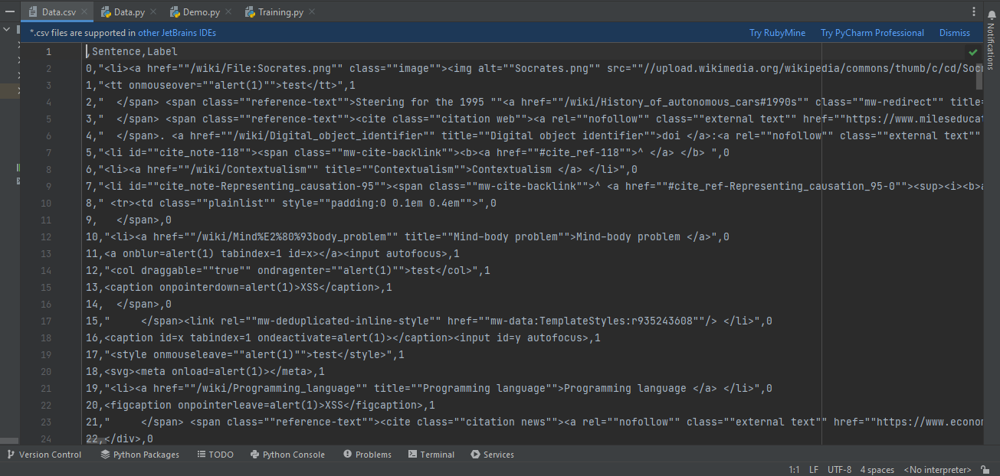 Data.csv Data.py Demo.py Training.py
*.csv files are supported in other JetBrains IDEs Try RubyMine Try PyCharm Professional Dismiss
Notifications
1 ,Sentence,Label
2 0,"<li><a href=""/wiki/File:Socrates.png"" class=""image""><img alt=""Socrates.png"" src=""//upload.wikimedia.org/wikipedia/commons/thumb/c/cd/Soc
3 1,"<tt onmouseover=""alert(1)"">test</tt>",1
4 2,"  </span> <span class=""reference-text"">Steering for the 1995 ""<a href=""/wiki/History_of_autonomous_cars#1990s"" class=""mw-redirect"" title=
5 3,"  </span> <span class=""reference-text""><cite class=""citation web""><a rel=""nofollow"" class=""external text"" href=""https://www.mileseducat
6 4,"  </span>. <a href=""/wiki/Digital_object_identifier"" title=""Digital object identifier"">doi </a>:<a rel=""nofollow"" class=""external text""
7 5,"<li id=""cite_note-118""><span class=""mw-cite-backlink""><b><a href=""#cite_ref-118"">^ </a> </b> ",0
8 6,"<li><a href=""/wiki/Contextualism"" title=""Contextualism"">Contextualism </a> </li>",0
9 7,"<li id=""cite_note-Representing_causation-95""><span class=""mw-cite-backlink"">^ <a href=""#cite_ref-Representing_causation_95-0""><sup><i><b>a
10 8," <tr><td class=""plainlist"" style=""padding:0 0.1em 0.4em"">",0
11 9,  </span>,0
12 10,"<li><a href=""/wiki/Mind%E2%80%93body_problem"" title=""Mind-body problem"">Mind-body problem </a>",0
13 11,<a onblur=alert(1) tabindex=1 id=x></a><input autofocus>,1
14 12,"<col draggable=""true"" ondragenter=""alert(1)"">test</col>",1
15 13,<caption onpointerdown=alert(1)>XSS</caption>,1
16 14,  </span>,0
17 15,"     </span><link rel=""mw-deduplicated-inline-style"" href=""mw-data:TemplateStyles:r935243608""/> </li>",0
18 16,<caption id=x tabindex=1 ondeactivate=alert(1)></caption><input id=y autofocus>,1
19 17,"<style onmouseleave=""alert(1)"">test</style>",1
20 18,<svg><meta onload=alert(1)></meta>,1
21 19,"<li><a href=""/wiki/Programming_language"" title=""Programming language"">Programming language </a> </li>",0
22 20,<figcaption onpointerleave=alert(1)>XSS</figcaption>,1
23 21,"     </span> <span class=""reference-text""><cite class=""citation news""><a rel=""nofollow"" class=""external text"" href=""https://www.econo
24 22,</div>,0
Version Control Python Packages TODO Python Console Problems Terminal Services
1:1 LF UTF-8 4 spaces <No interpreter>